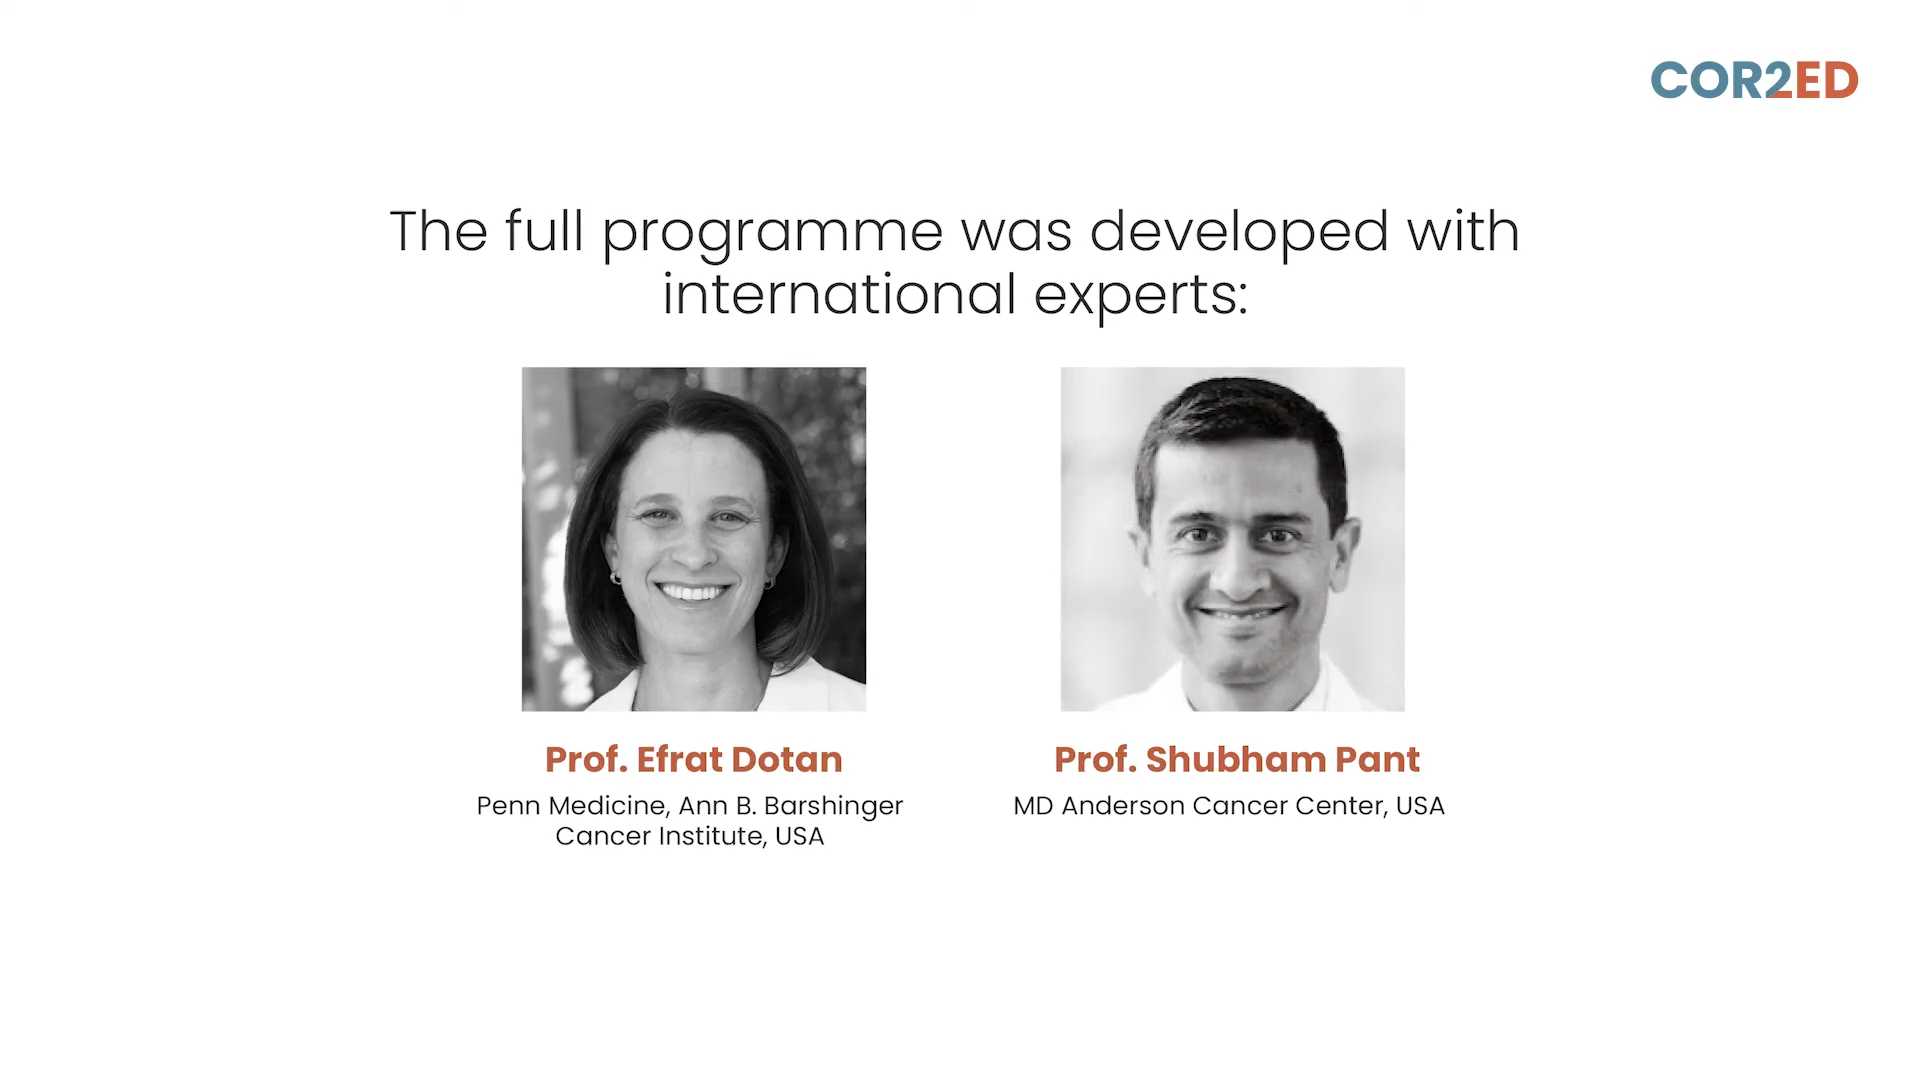 COR2ED
The full programme was developed with
international experts:
Prof. Efrat Dotan
Penn Medicine, Ann B. Barshinger
Cancer Institute, USA
Prof. Shubham Pant
MD Anderson Cancer Center, USA